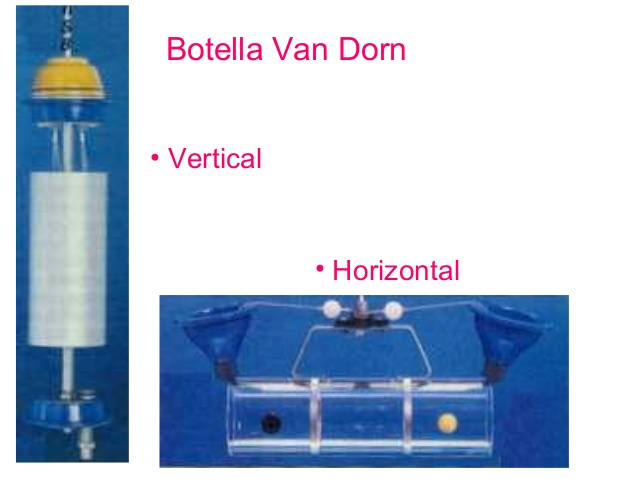 Botella Van Dorn
• Vertical
• Horizontal